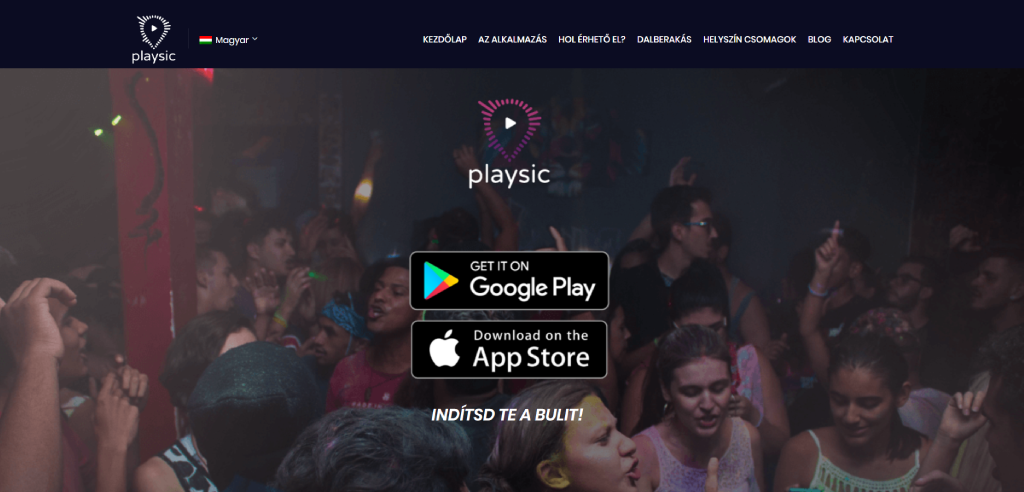 playsic
Magyar
KEZDŐLAP AZ ALKALMAZÁS HOL ÉRHETŐ EL? DALBERAKÁS HELYSZÍN CSOMAGOK BLOG KAPCSOLAT
playsic
GET IT ON
Google Play
Download on the
App Store
INDÍTSD TE A BULIT!